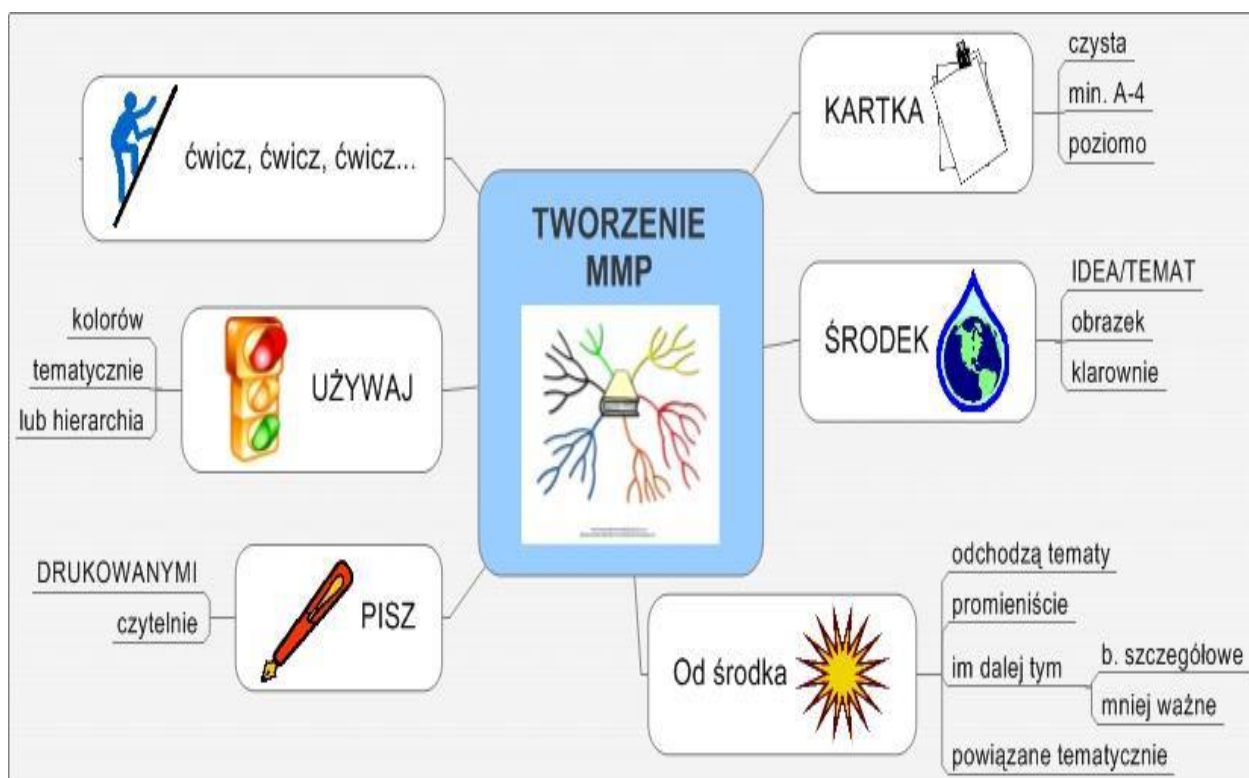 TWORZENIE
MMP
KARTKA
czysta
min. A-4
poziomo
ŚRODEK
IDEA/TEMAT
obrazek
klarownie
Od środka
odchodzą tematy
promieniście
im dalej tym
b. szczegółowe
mniej ważne
powiązane tematycznie
PISZ
DRUKOWANYMI
czytelnie
UŻYWAJ
kolorów
tematycznie
lub hierarchia
ćwicz, ćwicz, ćwicz...